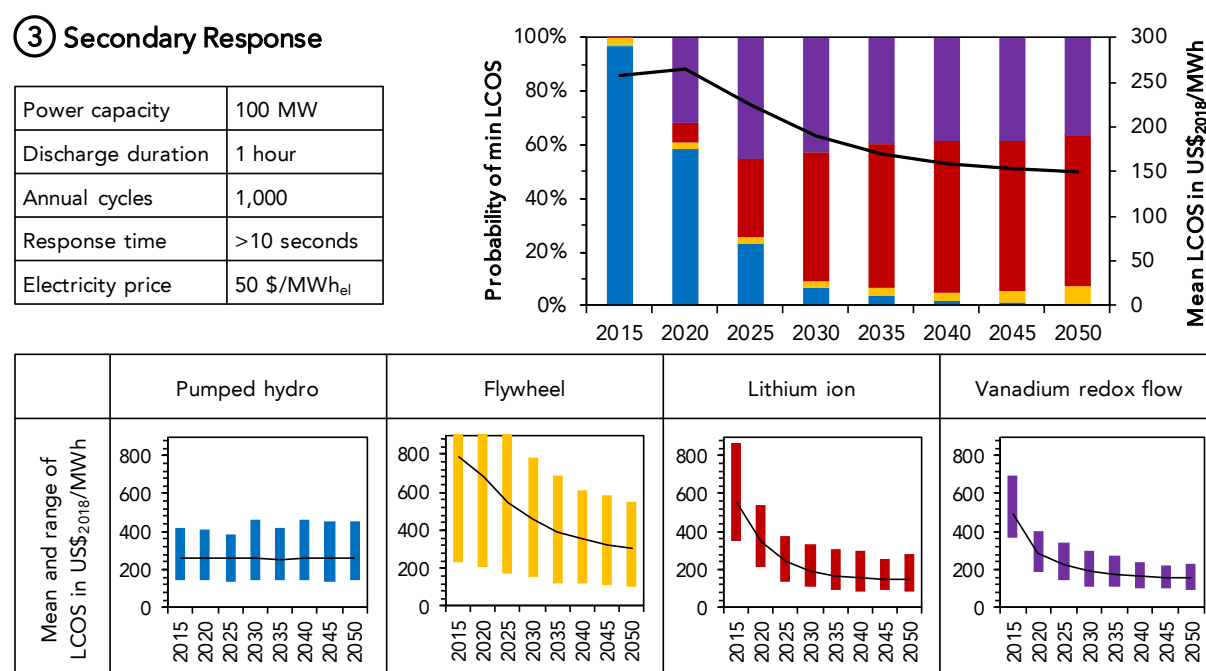 3 Secondary Response
Power capacity 100 MW
Discharge duration 1 hour
Annual cycles 1,000
Response time >10 seconds
Electricity price 50 $/MWhel
Probability of min LCOS
100%
80%
60%
40%
20%
0%
2015 2020 2025 2030 2035 2040 2045 2050
300
250
200
150
100
50
0
Mean LCOS in US$2018/MWh
Pumped hydro Flywheel Lithium ion Vanadium redox flow
Mean and range of
LCOS in US$2018/MWh
800
600
400
200
0
2015 2020 2025 2030 2035 2040 2045 2050
800
600
400
200
0
2015 2020 2025 2030 2035 2040 2045 2050
800
600
400
200
0
2015 2020 2025 2030 2035 2040 2045 2050
800
600
400
200
0
2015 2020 2025 2030 2035 2040 2045 2050